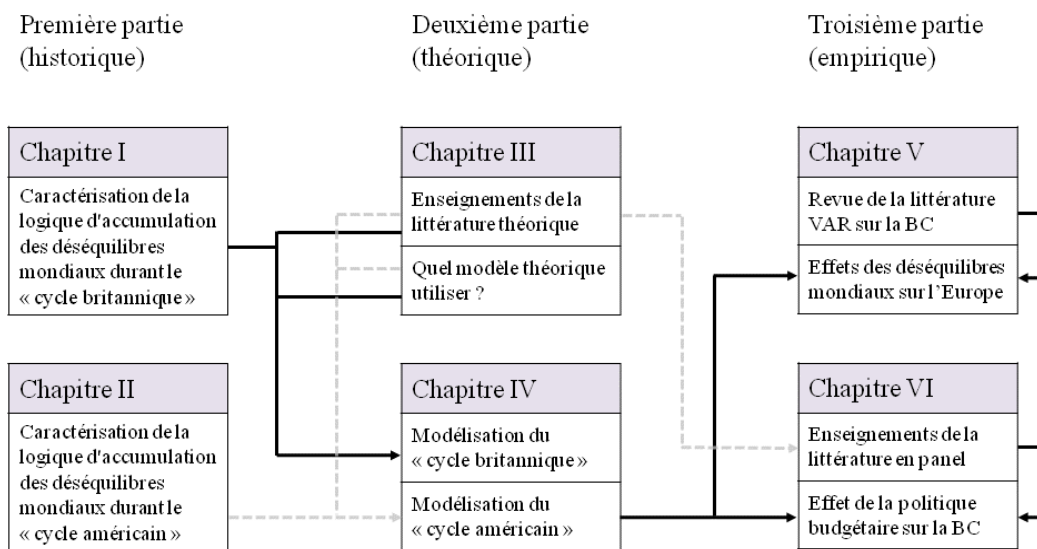 Première partie
(historique)
Deuxième partie
(théorique)
Troisième partie
(empirique)
Chapitre I
Caractérisation de la
logique d'accumulation
des déséquilibres
mondiaux durant le
« cycle britannique »
Chapitre III
Enseignements de la
littérature théorique
Quel modèle théorique
utiliser ?
Chapitre V
Revue de la littérature
VAR sur la BC
Effets des déséquilibres
mondiaux sur l’Europe
Chapitre II
Caractérisation de la
logique d'accumulation
des déséquilibres
mondiaux durant le
« cycle américain »
Chapitre IV
Modélisation du
« cycle britannique »
Modélisation du
« cycle américain »
Chapitre VI
Enseignements de la
littérature en panel
Effet de la politique
budgétaire sur la BC